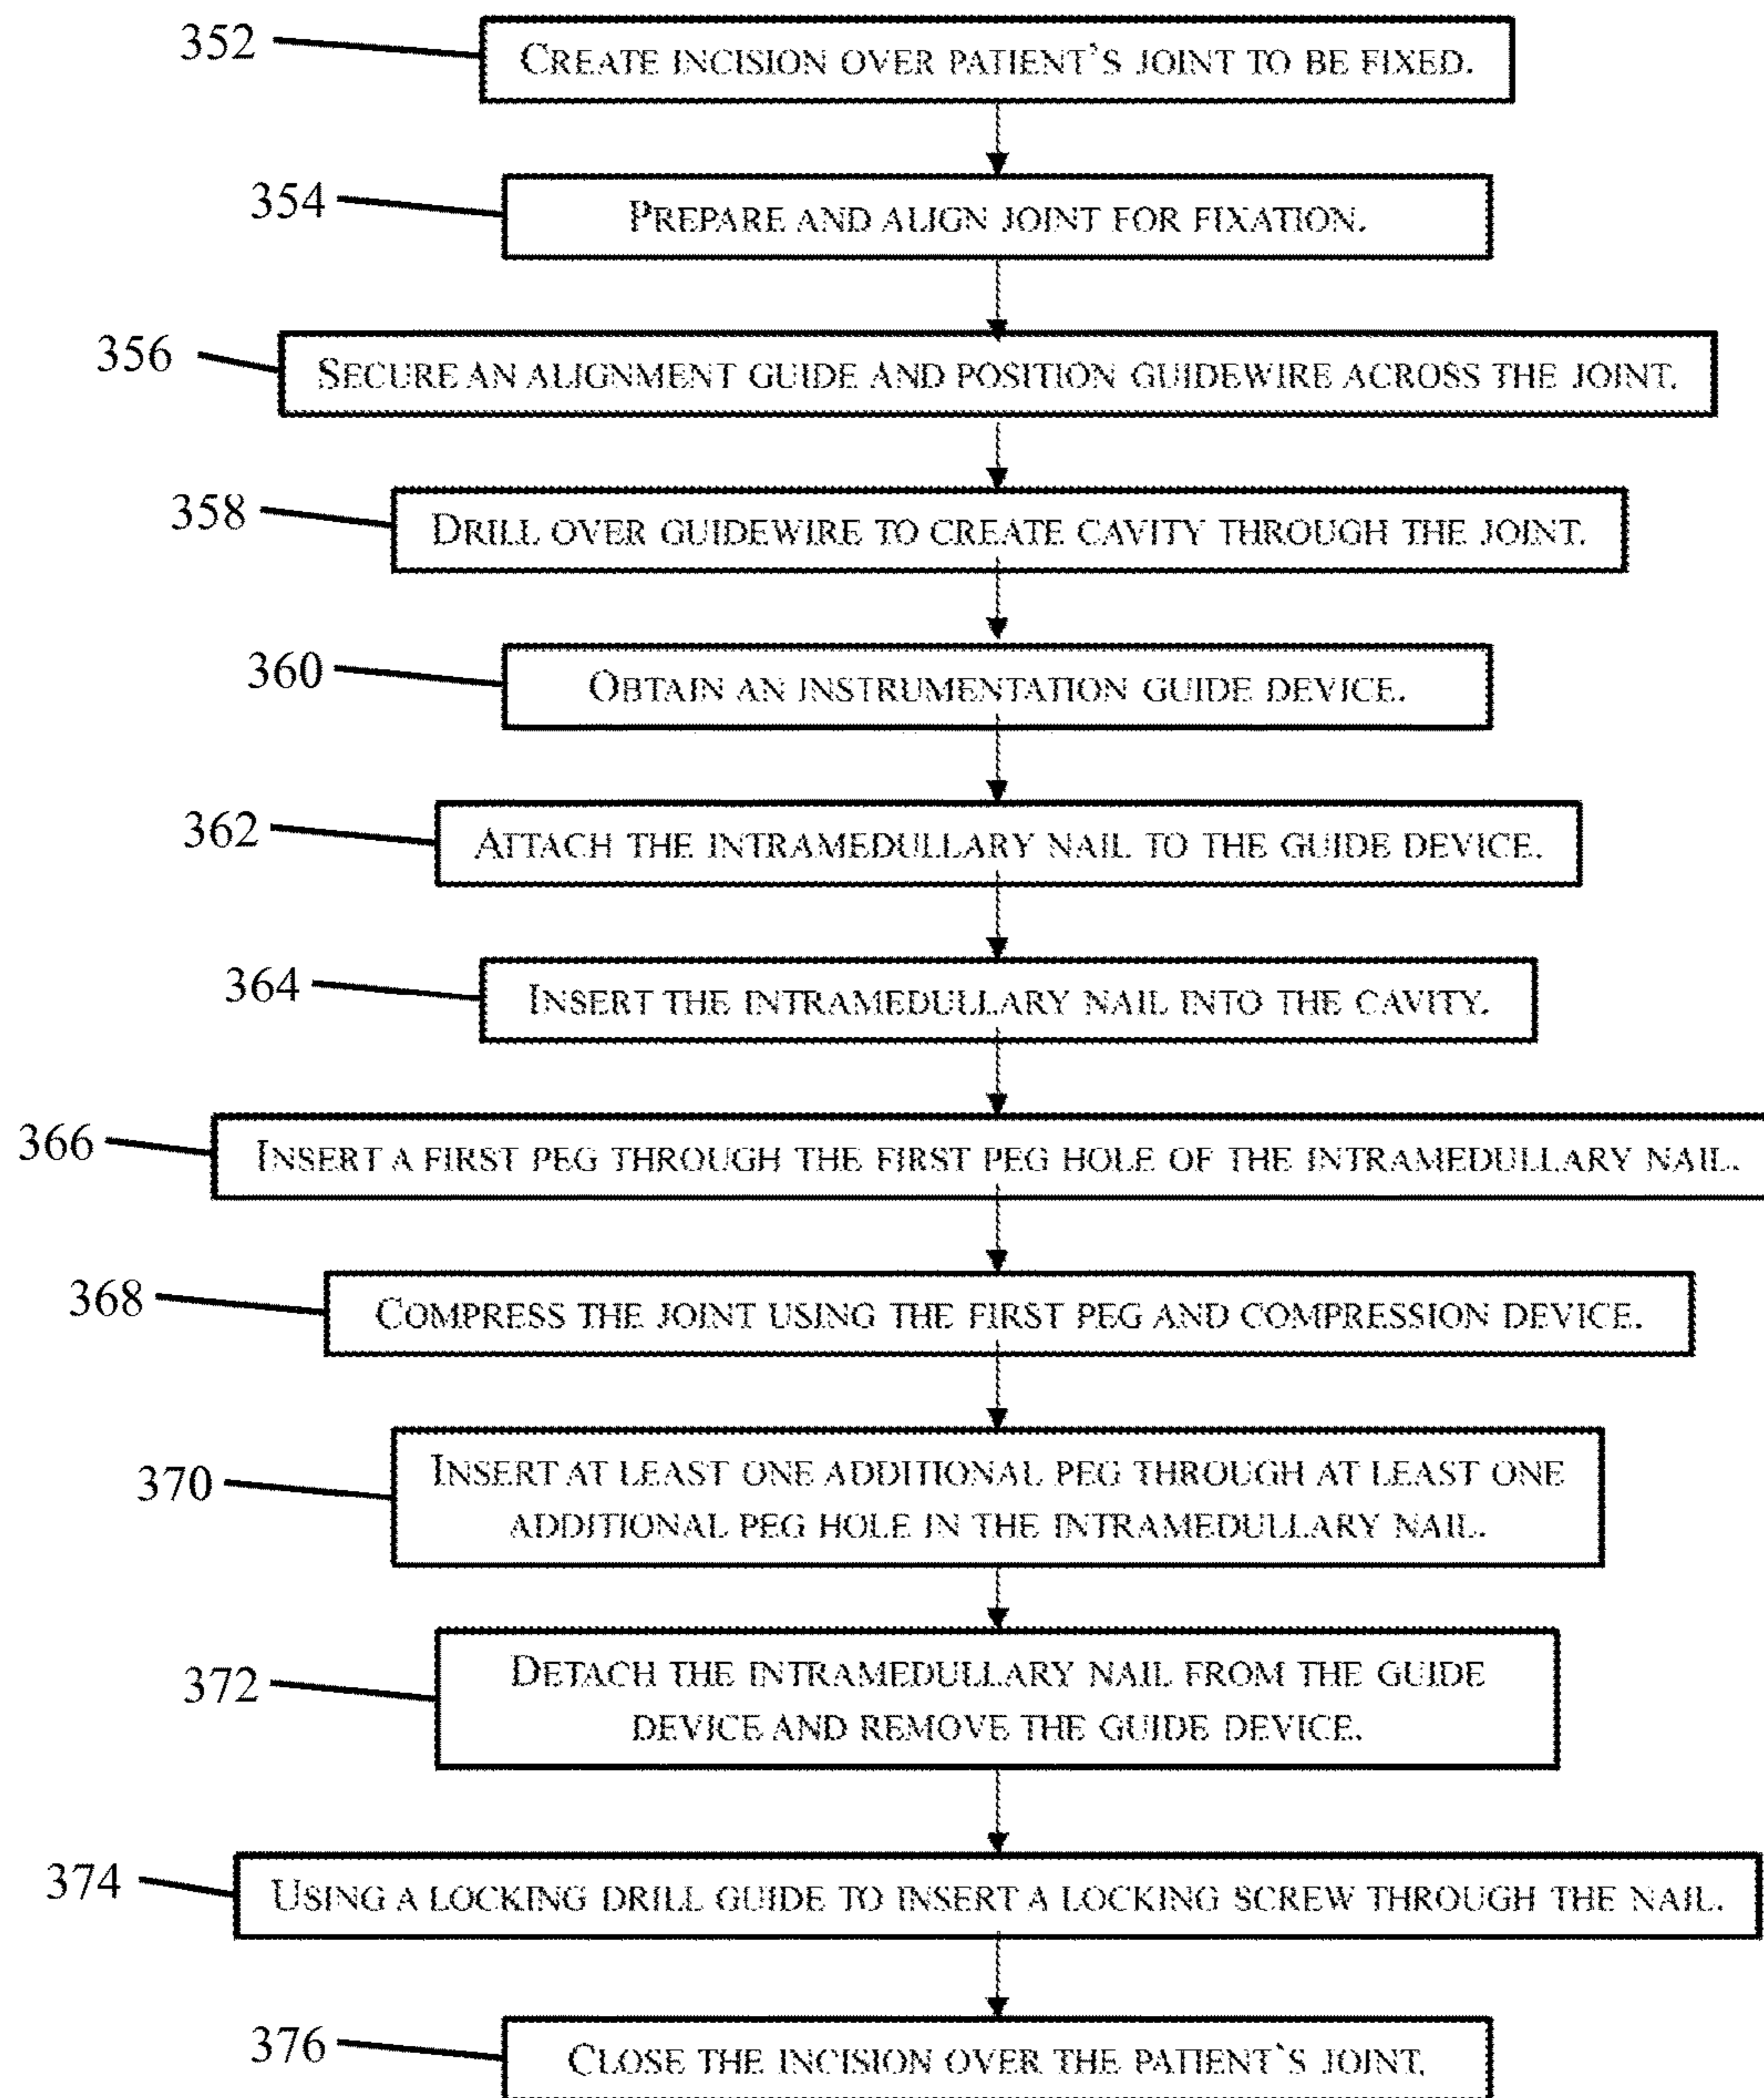 352
CREATE INCISION OVER PATIENT'S JOINT TO BE FIXED.
354
PREPARE AND ALIGN JOINT FOR FIXATION.
356
SECURE AN ALIGNMENT GUIDE AND POSITION GUIDEWIRE ACROSS THE JOINT.
358
DRILL OVER GUIDEWIRE TO CREATE CAVITY THROUGH THE JOINT.
360
OBTAIN AN INSTRUMENTATION GUIDE DEVICE.
362
ATTACH THE INTRAMEDULLARY NAIL TO THE GUIDE DEVICE.
364
INSERT THE INTRAMEDULLARY NAIL INTO THE CAVITY.
366
INSERT A FIRST PEG THROUGH THE FIRST PEG HOLE OF THE INTRAMEDULLARY NAIL.
368
COMPRESS THE JOINT USING THE FIRST PEG AND COMPRESSION DEVICE.
370
INSERT AT LEAST ONE ADDITIONAL PEG THROUGH AT LEAST ONE
ADDITIONAL PEG HOLE IN THE INTRAMEDULLARY NAIL.
372
DETACH THE INTRAMEDULLARY NAIL FROM THE GUIDE
DEVICE AND REMOVE THE GUIDE DEVICE.
374
USING A LOCKING DRILL GUIDE TO INSERT A LOCKING SCREW THROUGH THE NAIL.
376
CLOSE THE INCISION OVER THE PATIENT'S JOINT.